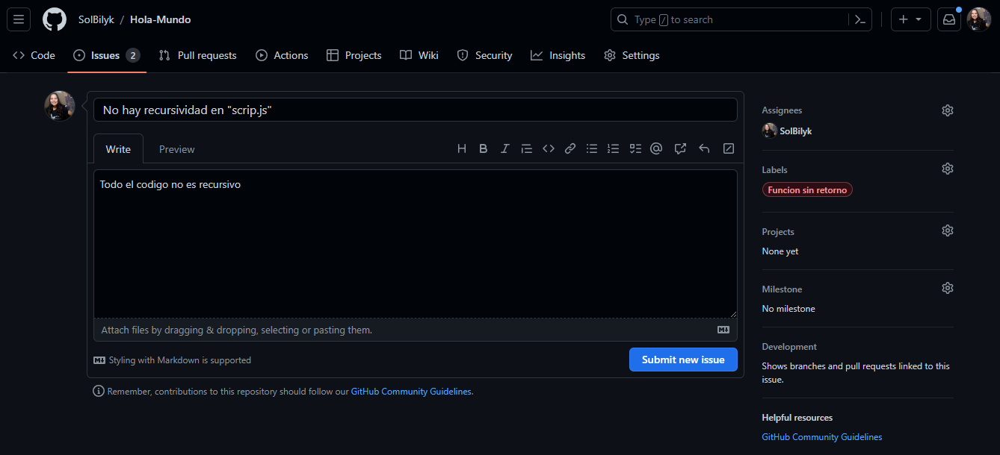 SolBilyk / Hola-Mundo
Type / to search
Code
Issues 2
Pull requests
Actions
Projects
Wiki
Security
Insights
Settings
No hay recursividad en "scrip.js"
Write
Preview
Todo el codigo no es recursivo
Attach files by dragging & dropping, selecting or pasting them.
Styling with Markdown is supported
Submit new issue
Remember, contributions to this repository should follow our GitHub Community Guidelines.
Assignees
SolBilyk
Labels
Funcion sin retorno
Projects
None yet
Milestone
No milestone
Development
Shows branches and pull requests linked to this
issue.
Helpful resources
GitHub Community Guidelines